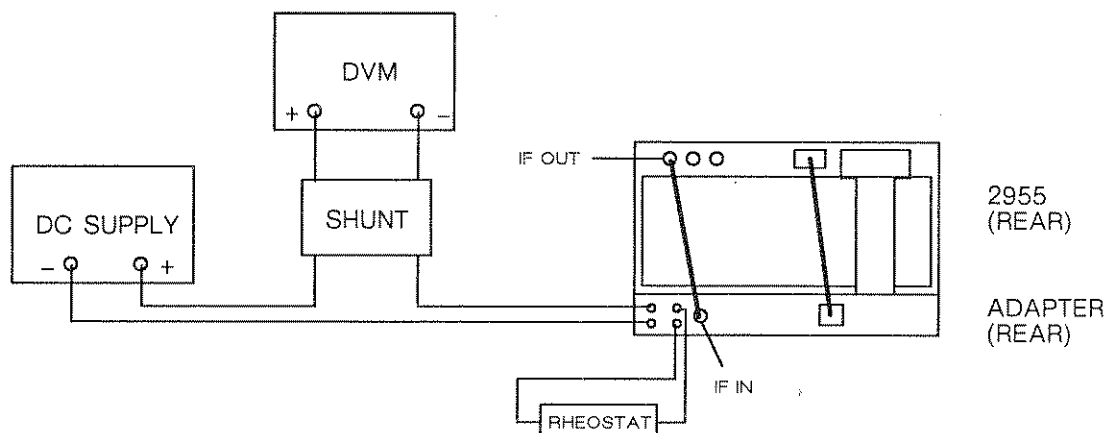 DVM
+ –
IF OUT
DC SUPPLY
– +
SHUNT
2955
(REAR)
ADAPTER
(REAR)
IF IN
RHEOSTAT